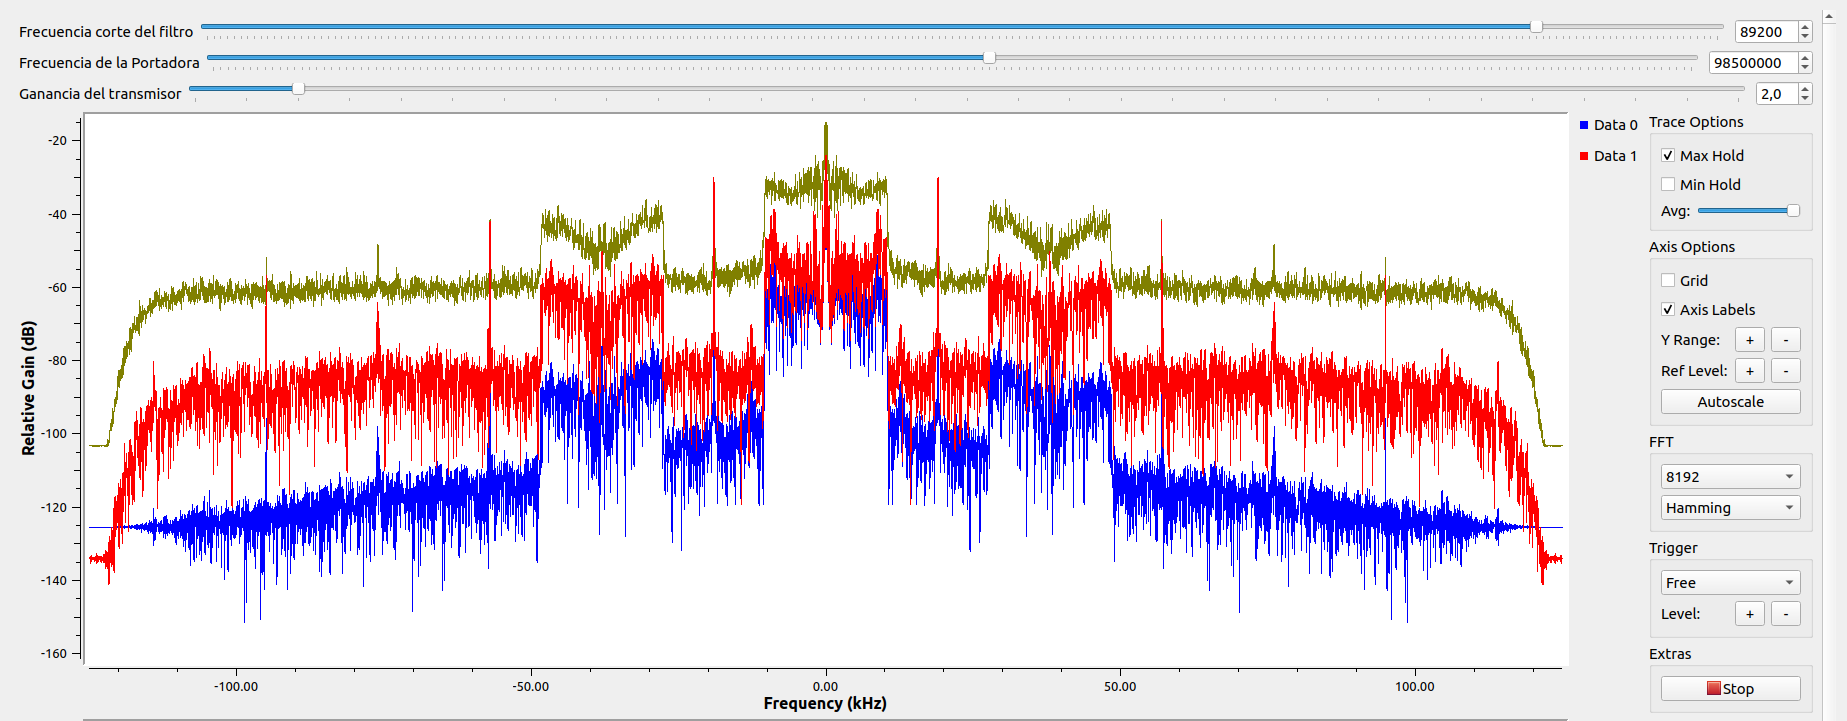 Frecuencia corte del filtro 89200
Frecuencia de la Portadora 98500000
Ganancia del transmisor 2,0
Data 0
Data 1
Trace Options
Max Hold
Min Hold
Avg:
Axis Options
Grid
Axis Labels
Y Range: + -
Ref Level: + -
Autoscale
FFT
8192
Hamming
Trigger
Free
Level: + -
Extras
Stop
Relative Gain (dB)
-20
-40
-60
-80
-100
-120
-140
-160
-100.00 -50.00 0.00 50.00 100.00
Frequency (kHz)